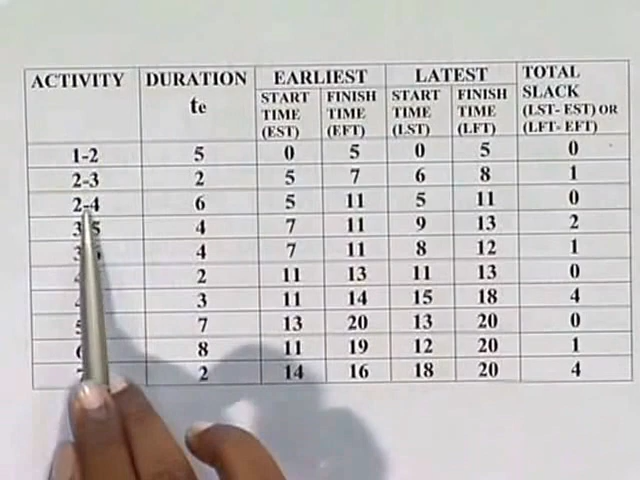 ACTIVITY DURATION te EARLIEST LATEST TOTAL SLACK (LST- EST) OR (LFT- EFT)
START TIME (EST) FINISH TIME (EFT) START TIME (LST) FINISH TIME (LFT)
1-2 5 0 5 0 5 0
2-3 2 5 7 6 8 1
2-4 6 5 11 5 11 0
3-5 4 7 11 9 13 2
4 7 11 8 12 1
2 11 13 11 13 0
3 11 14 15 18 4
7 13 20 13 20 0
8 11 19 12 20 1
2 14 16 18 20 4